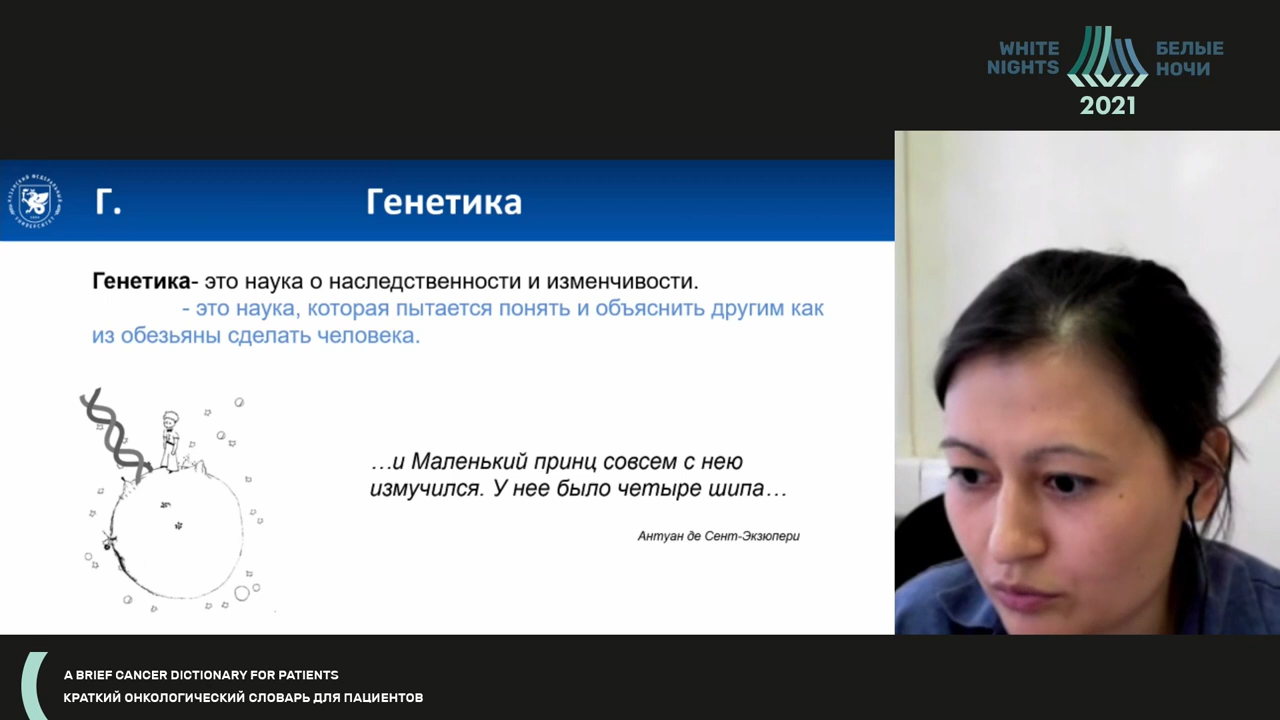 WHITE NIGHTS
БЕЛЫЕ НОЧИ
2021
Г.
Генетика
Генетика- это наука о наследственности и изменчивости.
- это наука, которая пытается понять и объяснить другим как
из обезьяны сделать человека.
…и Маленький принц совсем с нею
измучился. У нее было четыре шипа…
Антуан де Сент-Экзюпери
A BRIEF CANCER DICTIONARY FOR PATIENTS
КРАТКИЙ ОНКОЛОГИЧЕСКИЙ СЛОВАРЬ ДЛЯ ПАЦИЕНТОВ